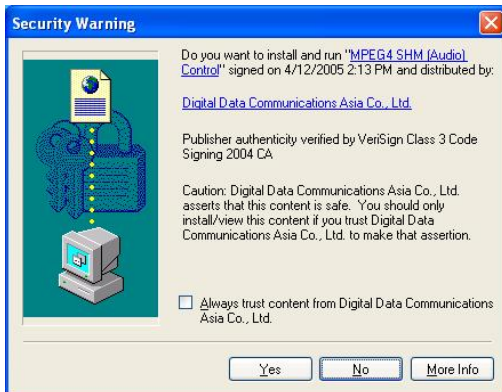 Security Warning
Do you want to install and run "MPEG4 SHM (Audio)
Control" signed on 4/12/2005 2:13 PM and distributed by:
Digital Data Communications Asia Co., Ltd.
Publisher authenticity verified by VeriSign Class 3 Code
Signing 2004 CA
Caution: Digital Data Communications Asia Co., Ltd.
asserts that this content is safe. You should only
install/view this content if you trust Digital Data
Communications Asia Co., Ltd. to make that assertion.
Always trust content from Digital Data Communications
Asia Co., Ltd.
Yes No More Info